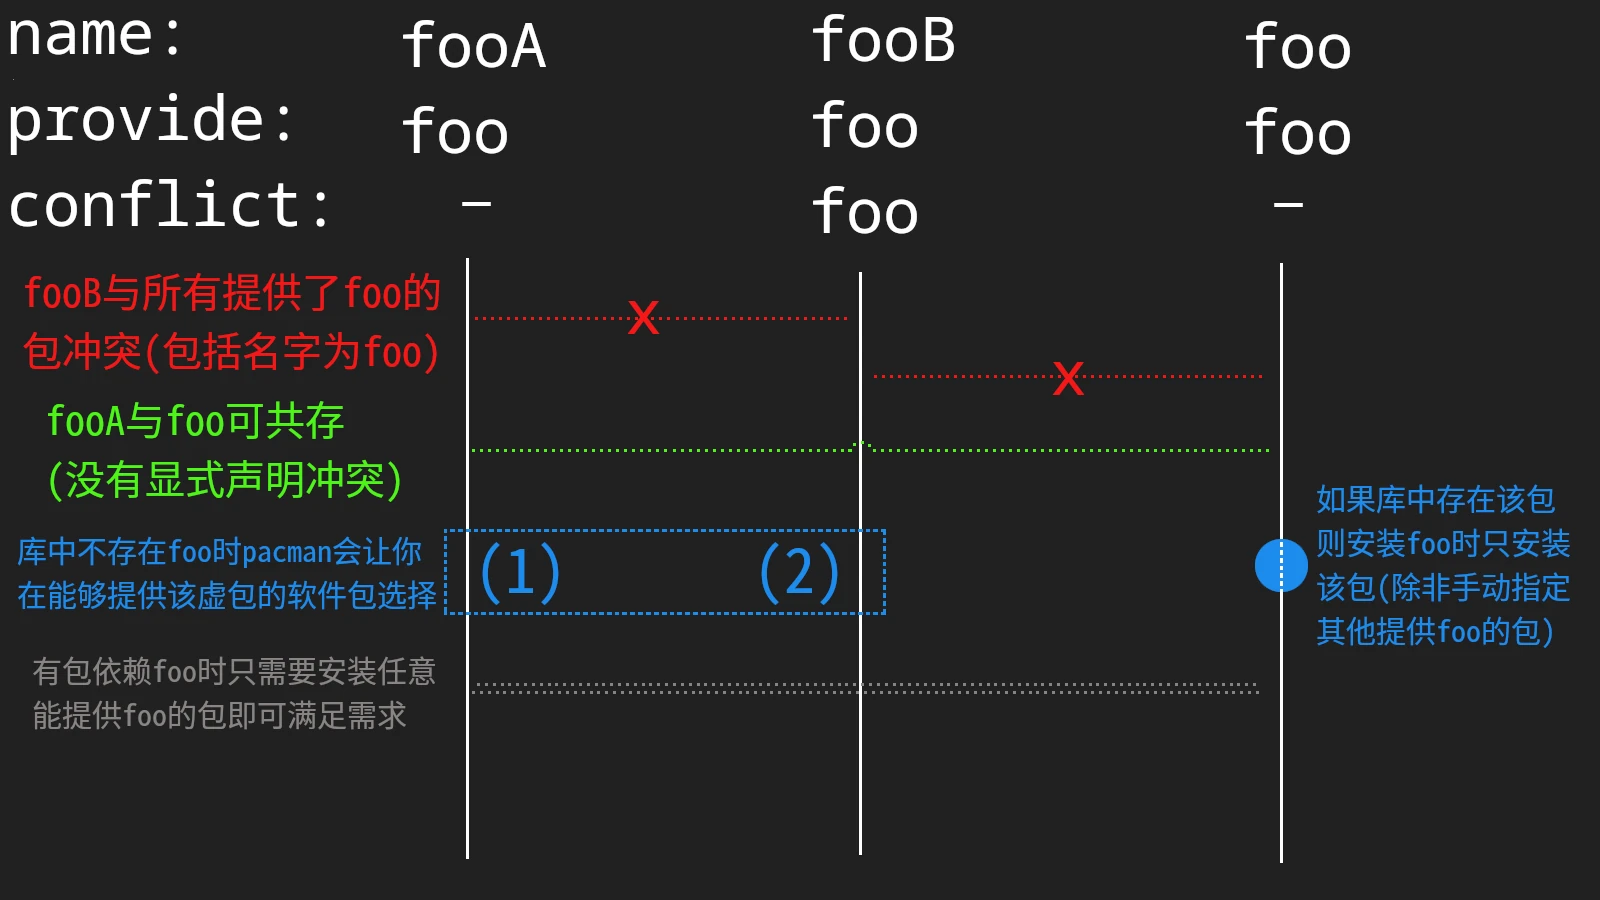 name: fooA fooB foo
provide: foo foo foo
conflict: – foo –
fooB与所有提供了foo的
包冲突(包括名字为foo)
X
X
fooA与foo可共存
(没有显式声明冲突)
库中不存在foo时pacman会让你
在能够提供该虚包的软件包选择
(1) (2)
如果库中存在该包
则安装foo时只安装
该包(除非手动指定
其他提供foo的包)
有包依赖foo时只需要安装任意
能提供foo的包即可满足需求